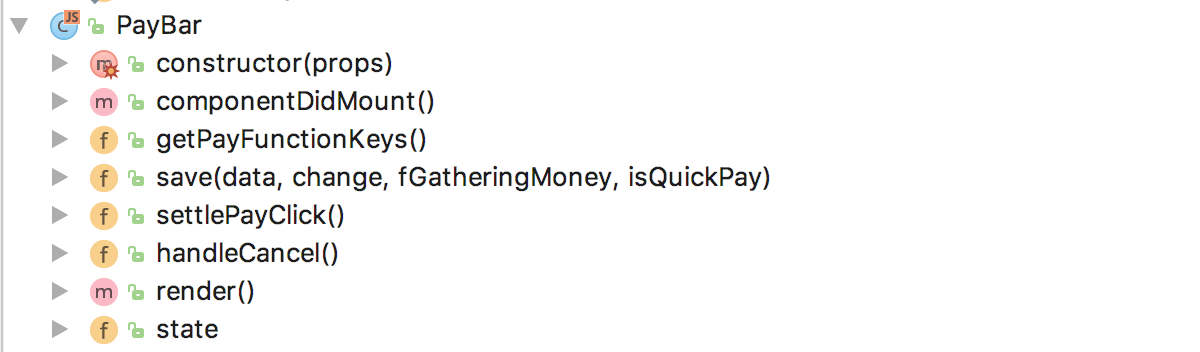 JS
C PayBar
m constructor(props)
m componentDidMount()
f getPayFunctionKeys()
f save(data, change, fGatheringMoney, isQuickPay)
f settlePayClick()
f handleCancel()
m render()
f state